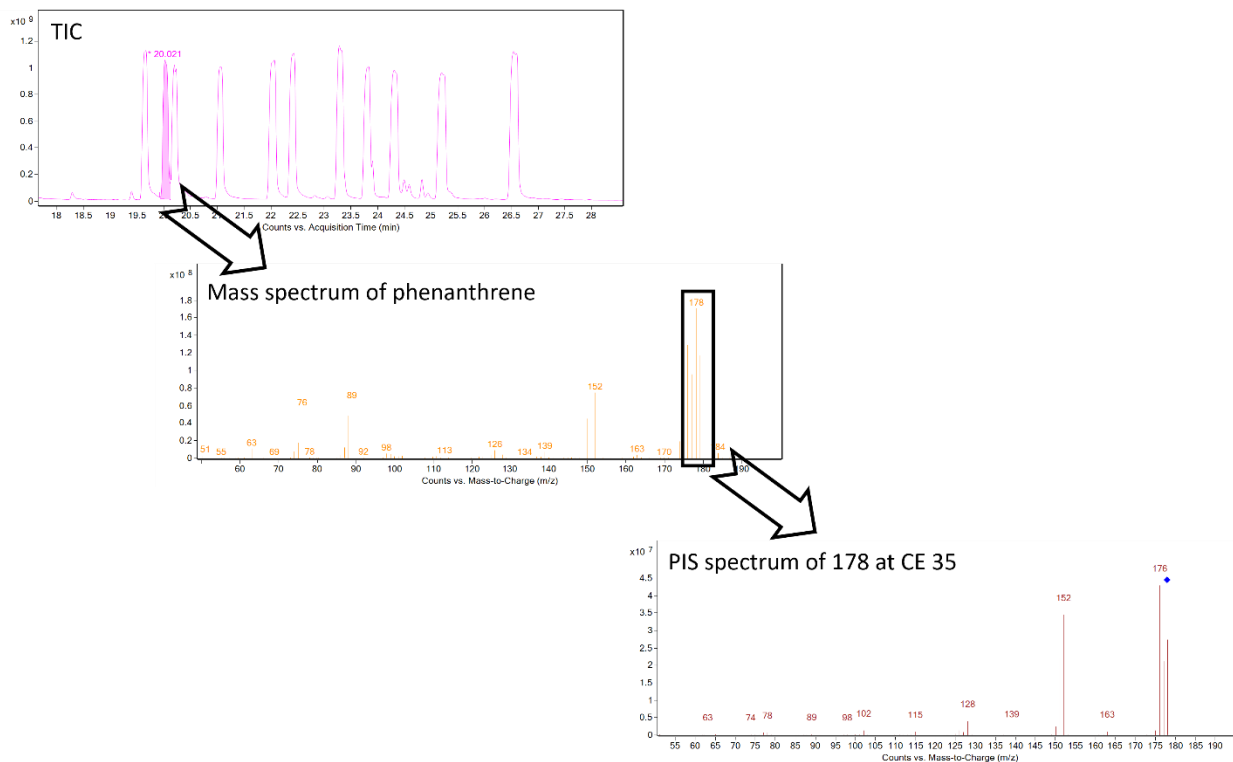 x10 9
TIC
1.2
1
0.8
0.6
0.4
0.2
0
* 20.021
18 18.5 19.5 20 20.5 21 21.5 22 22.5 23 23.5 24 24.5 25 25.5 26 26.5 27 27.5 28
Counts vs. Acquisition Time (min)
x10 8
Mass spectrum of phenanthrene
1.8
1.6
1.4
1.2
1
0.8
0.6
0.4
0.2
0
178
152
89
76
51 55 63 69 78 92 98 113 126 134 139 163 170 84
60 70 80 90 100 110 120 130 140 150 160 170 180 190
Counts vs. Mass-to-Charge (m/z)
x10 7
PIS spectrum of 178 at CE 35
4.5
4
3.5
3
2.5
2
1.5
1
0.5
0
176
152
128
63 74 78 89 98 102 115 139 163
55 60 65 70 75 80 85 90 95 100 105 110 115 120 125 130 135 140 145 150 155 160 165 170 175 180 185 190
Counts vs. Mass-to-Charge (m/z)